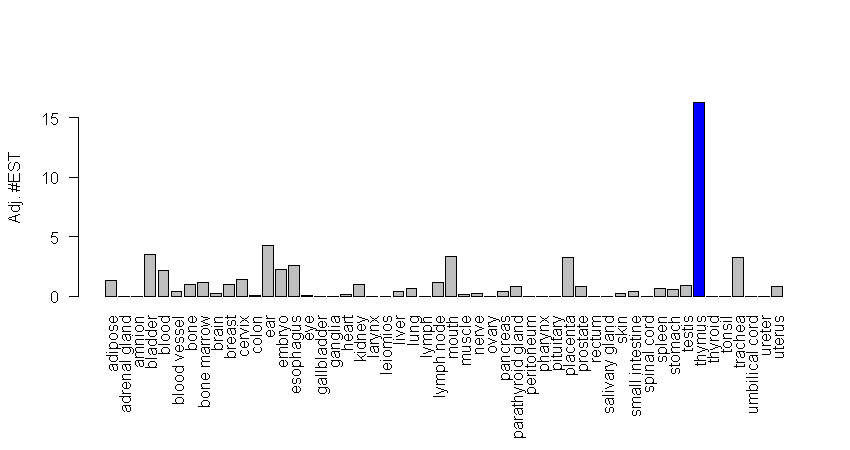 Adj. #EST
15
10
5
0
adipose
adrenal gland
amnion
bladder
blood
blood vessel
bone
bone marrow
brain
breast
cervix
colon
ear
embryo
esophagus
eye
gallbladder
ganglia
heart
kidney
larynx
leiomios
liver
lung
lymph
lymph node
mouth
muscle
nerve
ovary
pancreas
parathyroid gland
peritoneum
pharynx
pituitary
placenta
prostate
rectum
salivary gland
skin
small intestine
spinal cord
spleen
stomach
testis
thymus
thyroid
tonsil
trachea
umbilical cord
ureter
uterus